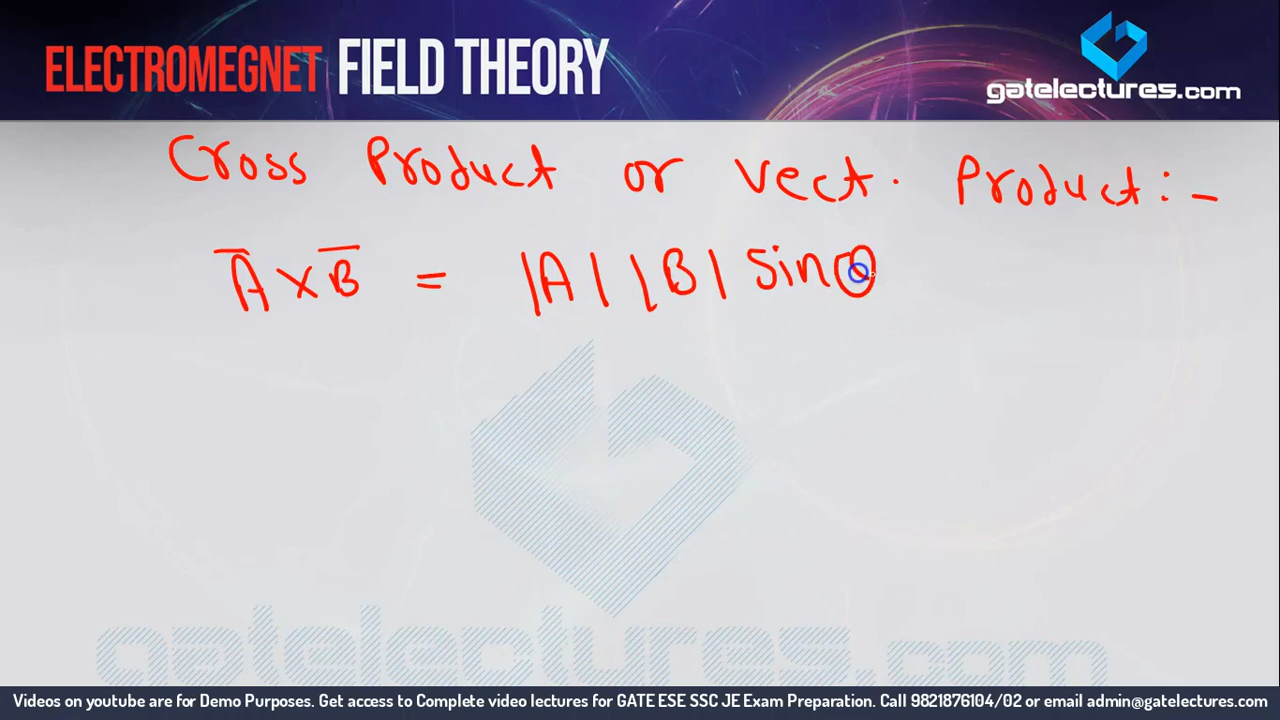 ELECTROMEGNET FIELD THEORY
gatelectures.com
Cross Product or Vect. Product:-
A̅ × B̅ = |A| |B| Sinθ
gatelectures.com
Videos on youtube are for Demo Purposes. Get access to Complete video lectures for GATE ESE SSC JE Exam Preparation. Call 9821876104/02 or email admin@gatelectures.com